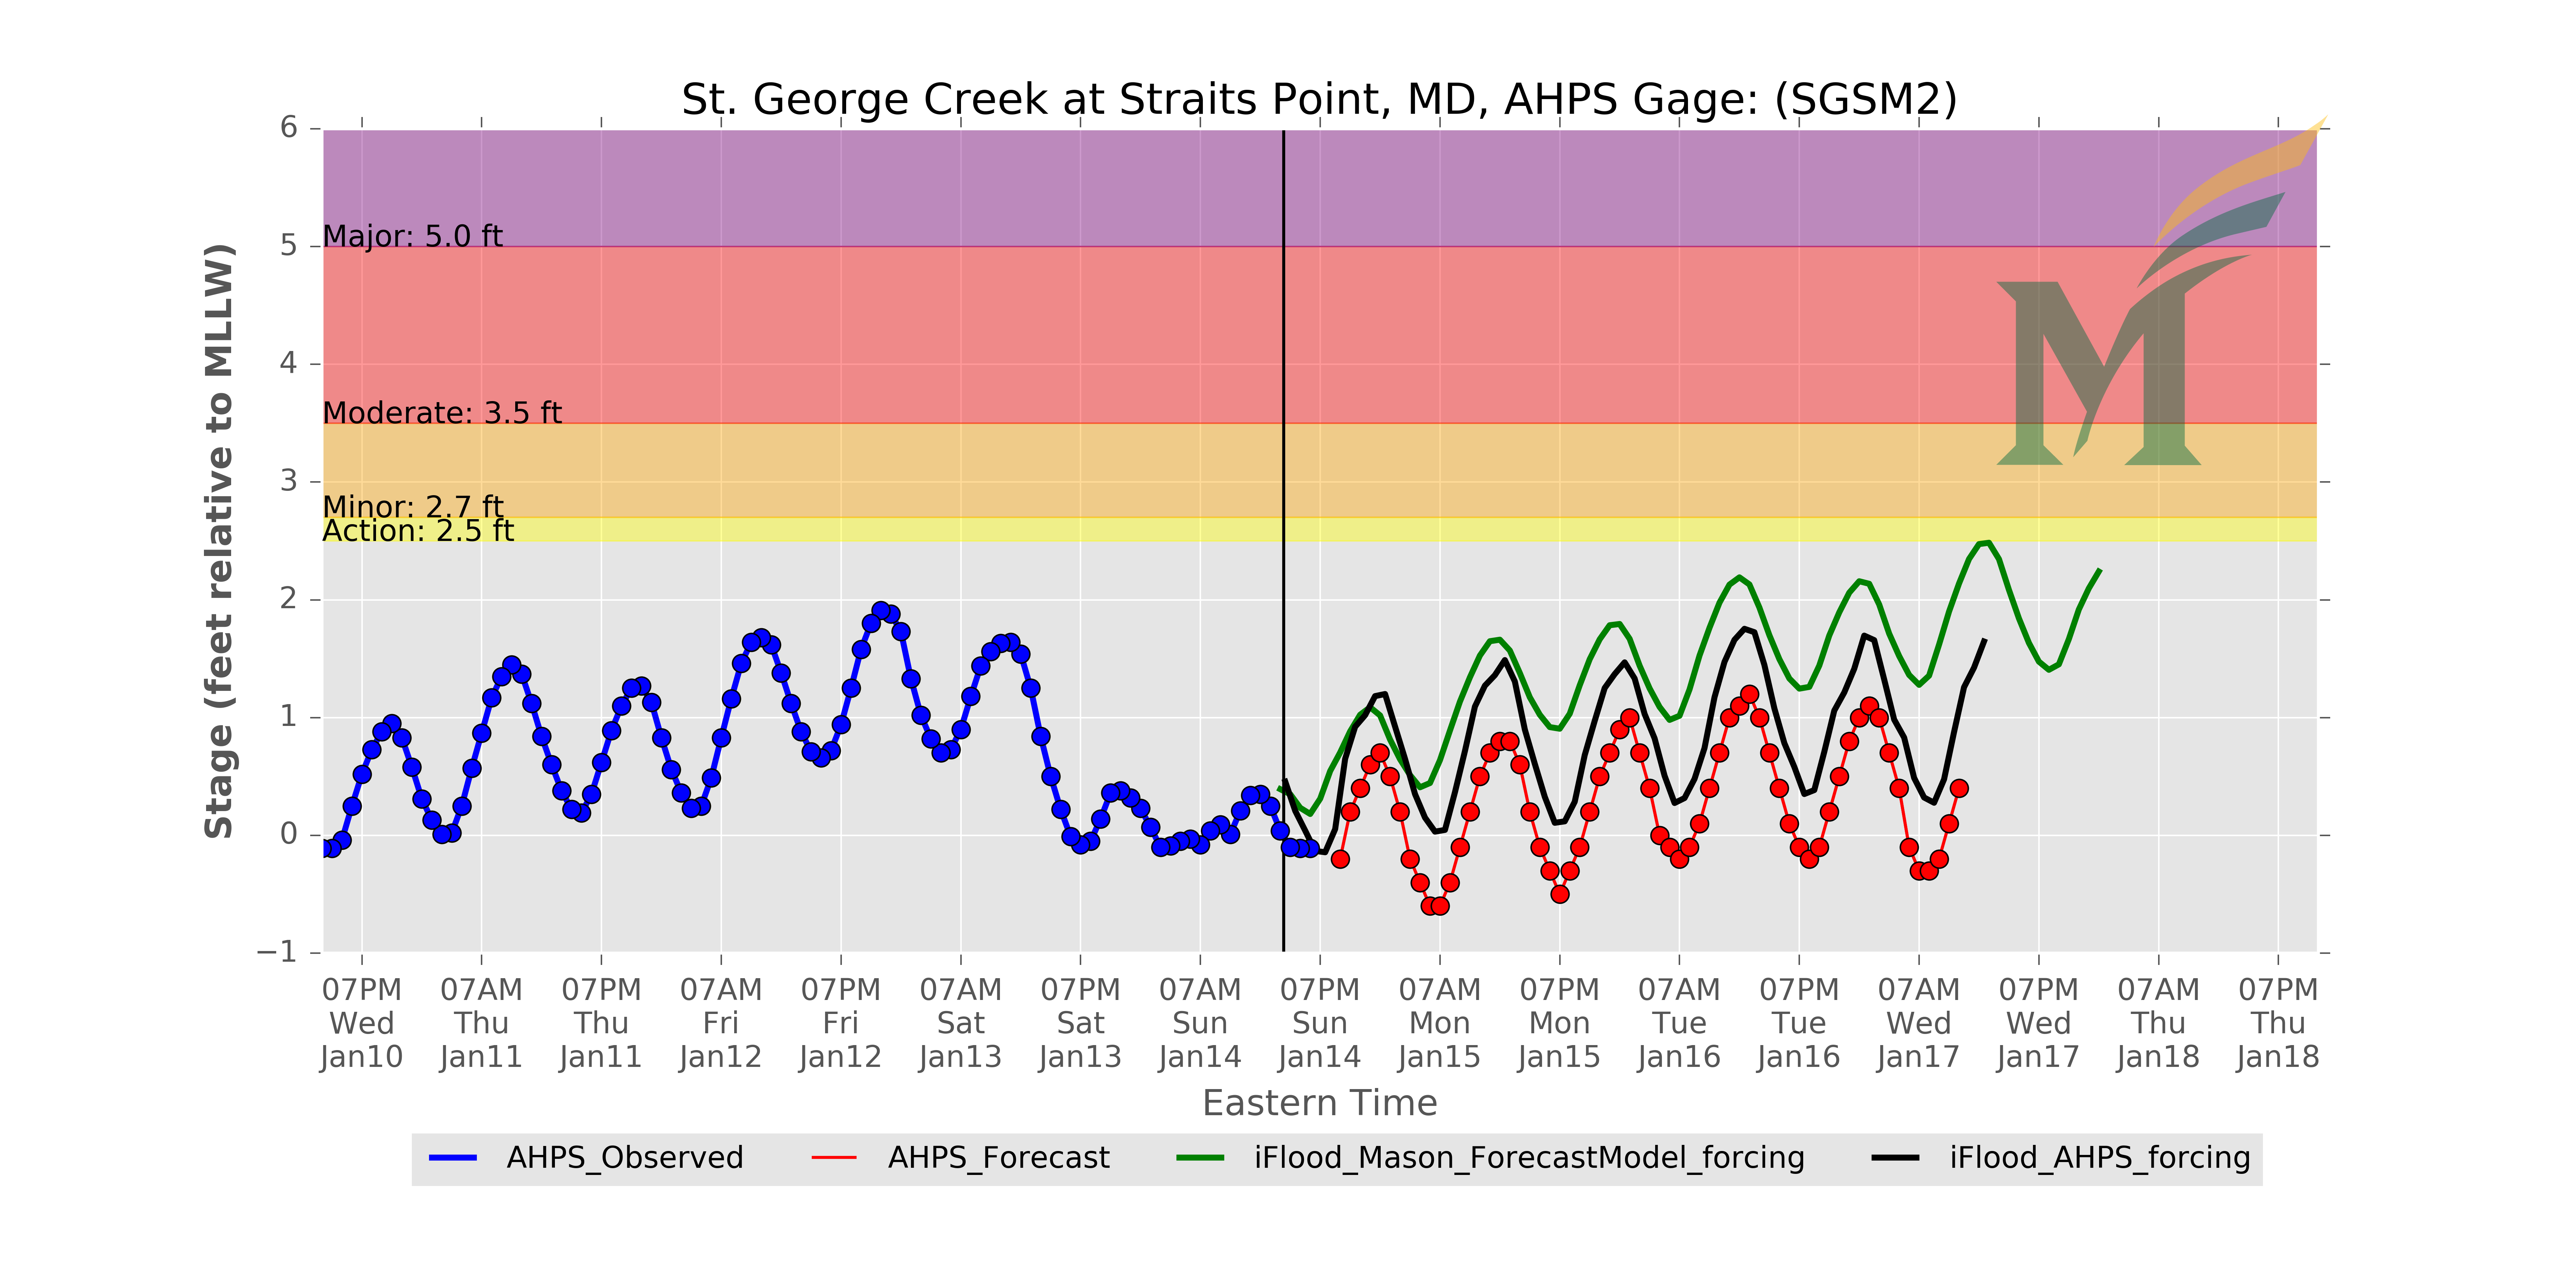 St. George Creek at Straits Point, MD, AHPS Gage: (SGSM2)
Stage (feet relative to MLLW)
6
5
4
3
2
1
0
−1
Major: 5.0 ft
Moderate: 3.5 ft
Minor: 2.7 ft
Action: 2.5 ft
M
07PM Wed Jan10
07AM Thu Jan11
07PM Thu Jan11
07AM Fri Jan12
07PM Fri Jan12
07AM Sat Jan13
07PM Sat Jan13
07AM Sun Jan14
07PM Sun Jan14
07AM Mon Jan15
07PM Mon Jan15
07AM Tue Jan16
07PM Tue Jan16
07AM Wed Jan17
07PM Wed Jan17
07AM Thu Jan18
07PM Thu Jan18
Eastern Time
AHPS_Observed
AHPS_Forecast
iFlood_Mason_ForecastModel_forcing
iFlood_AHPS_forcing